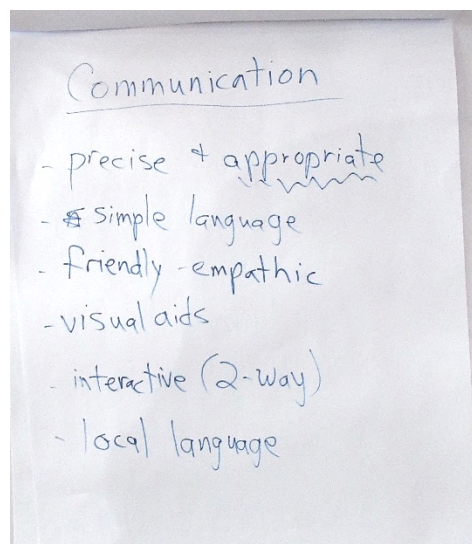 Communication
- precise & appropriate
- simple language
- friendly - empathic
- visual aids
- interactive (2-way)
- local language